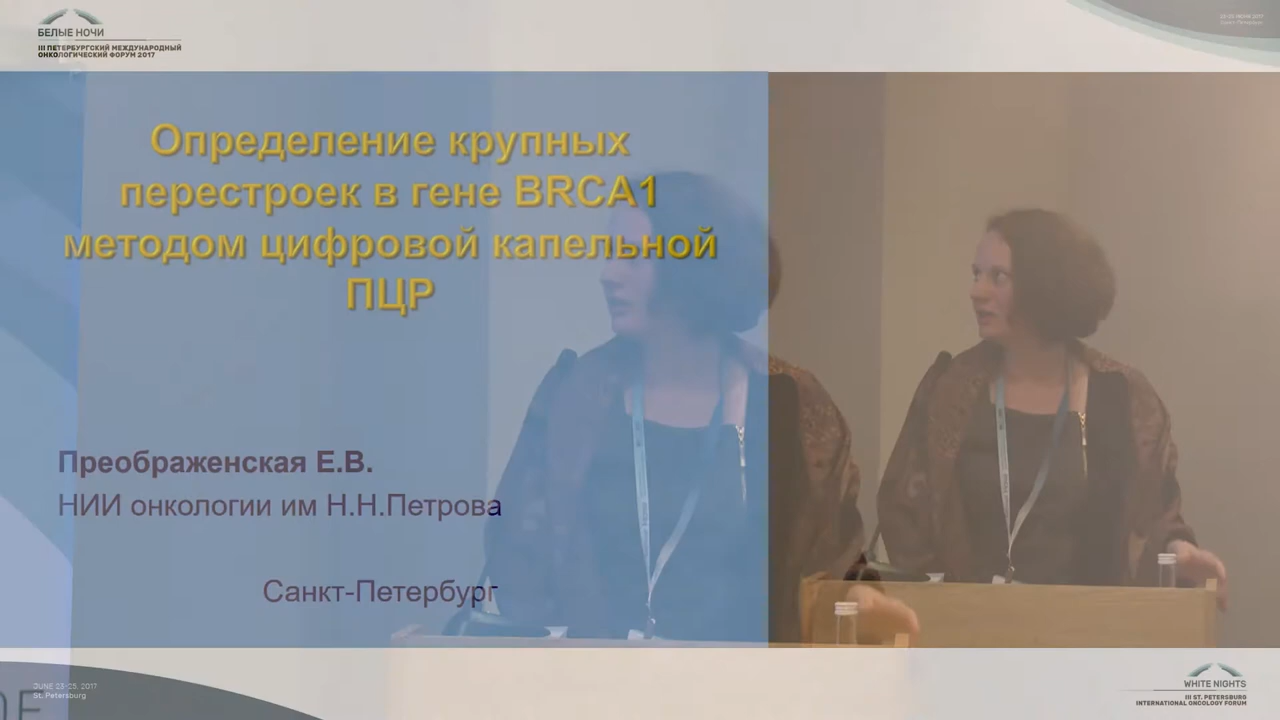 БЕЛЫЕ НОЧИ
III ПЕТЕРБУРГСКИЙ МЕЖДУНАРОДНЫЙ
ОНКОЛОГИЧЕСКИЙ ФОРУМ 2017
Определение крупных
перестроек в гене BRCA1
методом цифровой капельной
ПЦР
Преображенская Е.В.
НИИ онкологии им Н.Н.Петрова
Санкт-Петербург
JUNE 23-25, 2017
St. Petersburg
WHITE NIGHTS
III ST. PETERSBURG
INTERNATIONAL ONCOLOGY FORUM